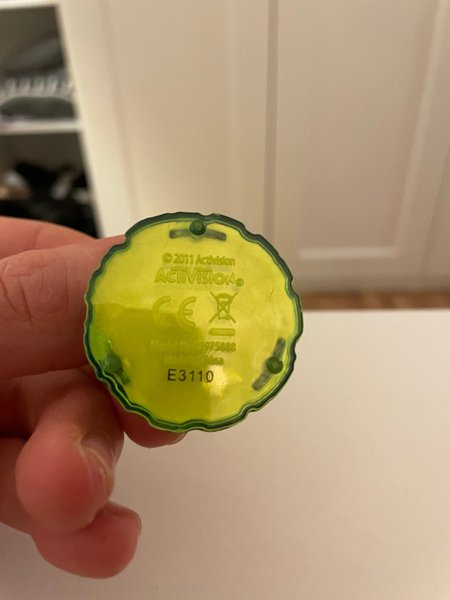 © 2011 Activision
ACTIVISION®
CE
E3110